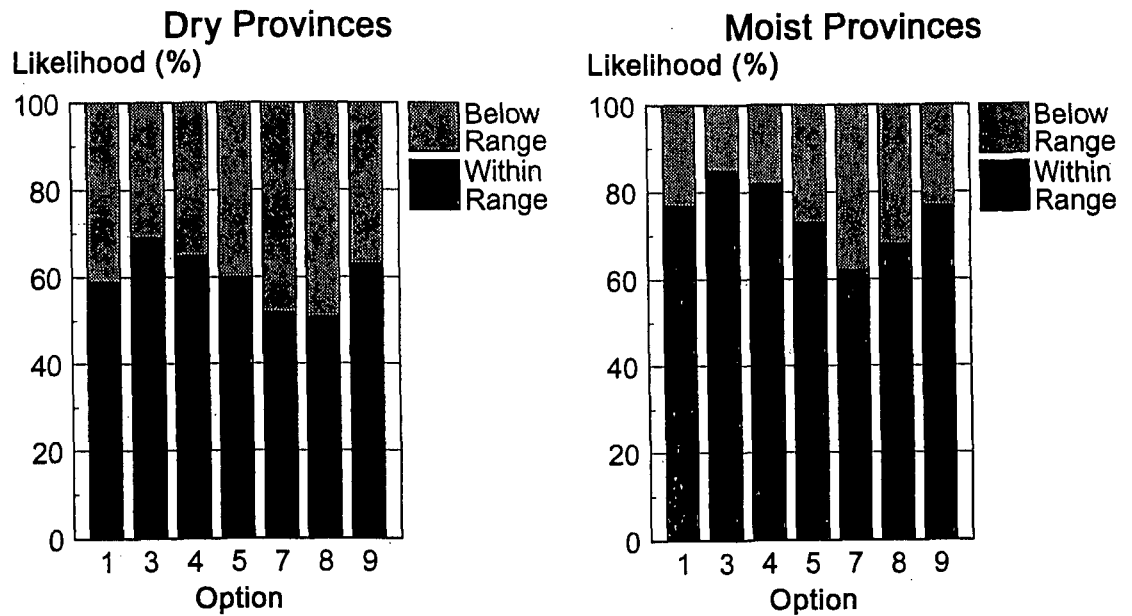 Dry Provinces
Likelihood (%)
100
80
60
40
20
0
1 3 4 5 7 8 9
Option
Below
Range
Within
Range
Moist Provinces
Likelihood (%)
100
80
60
40
20
0
1 3 4 5 7 8 9
Option
Below
Range
Within
Range